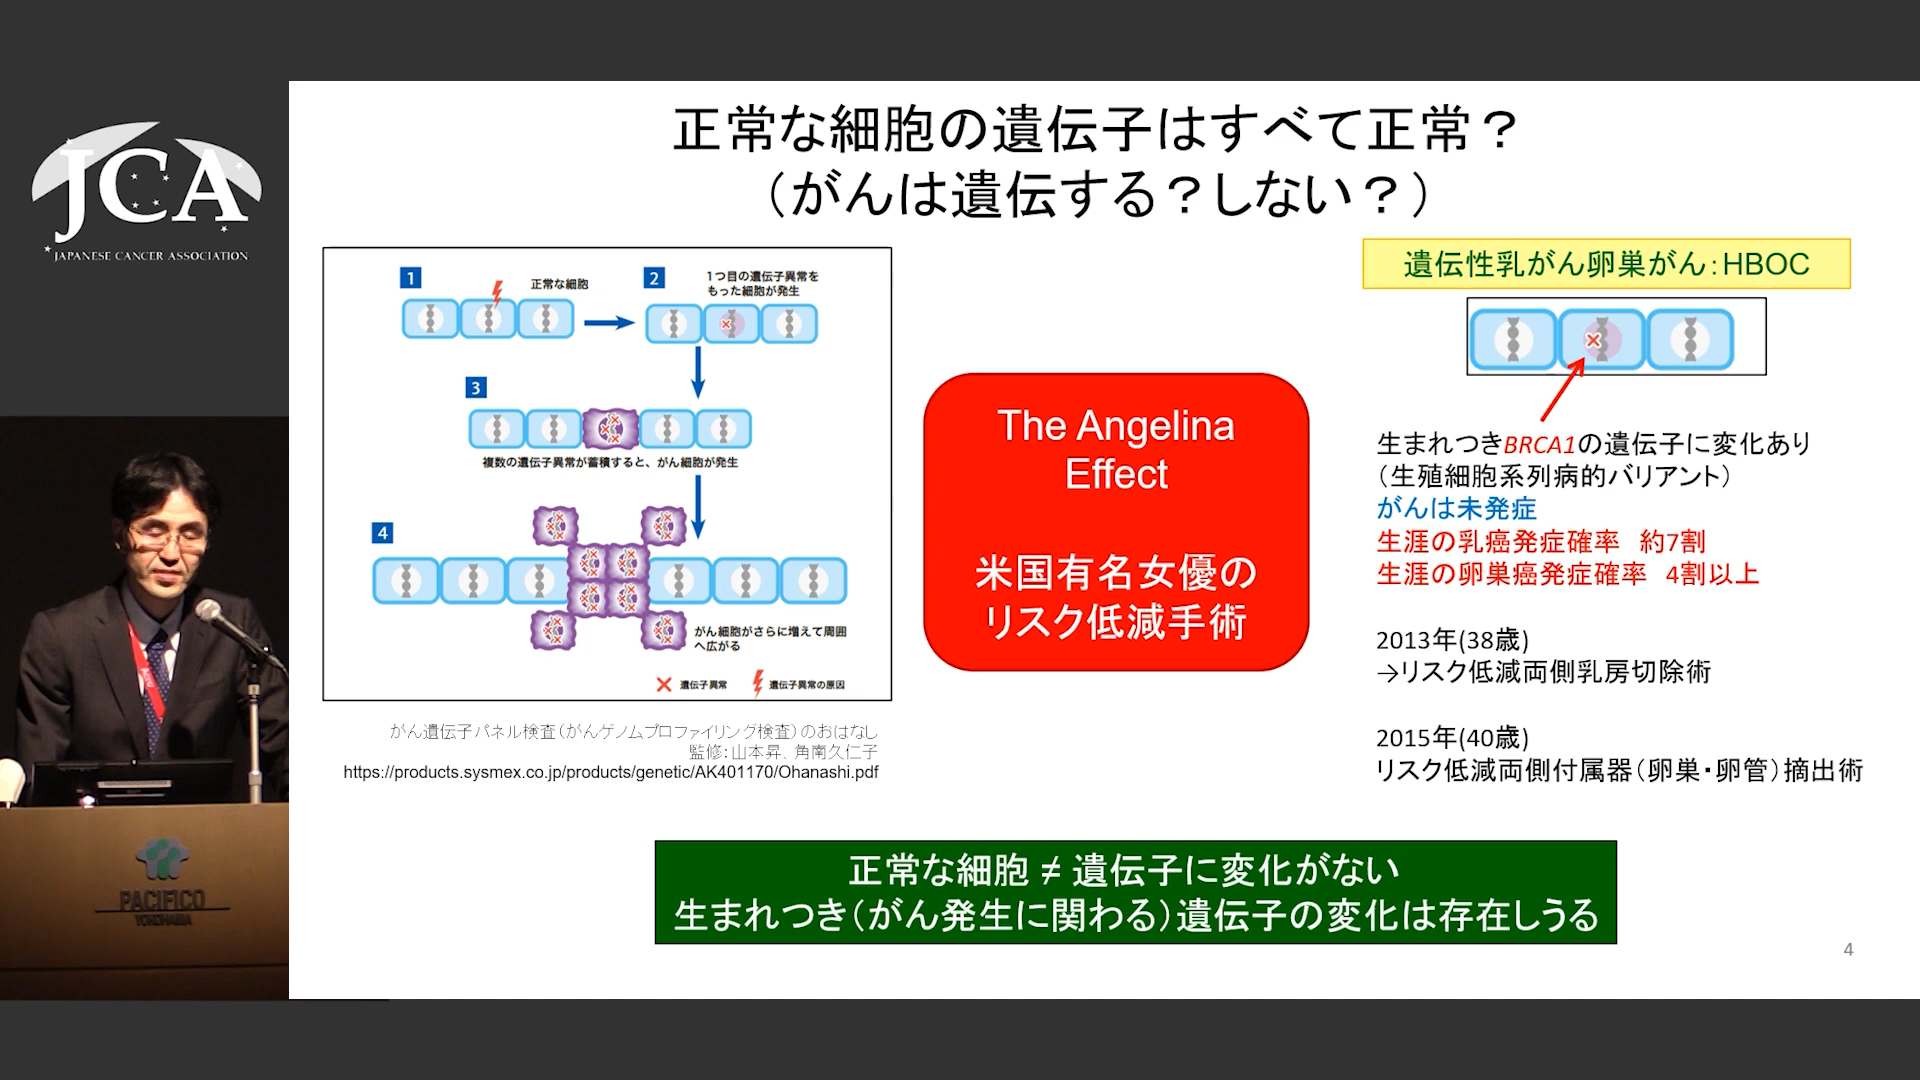 JCA
JAPANESE CANCER ASSOCIATION
PACIFICO
YOKOHAMA
正常な細胞の遺伝子はすべて正常？
（がんは遺伝する？しない？）
1
正常な細胞
2
1つ目の遺伝子異常を
もった細胞が発生
3
複数の遺伝子異常が蓄積すると、がん細胞が発生
4
がん細胞がさらに増えて周囲
へ広がる
遺伝子異常
遺伝子異常の原因
がん遺伝子パネル検査（がんゲノムプロファイリング検査）のおはなし
監修：山本昇、角南久仁子
https://products.sysmex.co.jp/products/genetic/AK401170/Ohanashi.pdf
The Angelina
Effect
米国有名女優の
リスク低減手術
遺伝性乳がん卵巣がん：HBOC
生まれつきBRCA1の遺伝子に変化あり
（生殖細胞系列病的バリアント）
がんは未発症
生涯の乳癌発症確率　約7割
生涯の卵巣癌発症確率　4割以上
2013年(38歳)
→リスク低減両側乳房切除術
2015年(40歳)
リスク低減両側付属器（卵巣・卵管）摘出術
正常な細胞 ≠ 遺伝子に変化がない
生まれつき（がん発生に関わる）遺伝子の変化は存在しうる
4